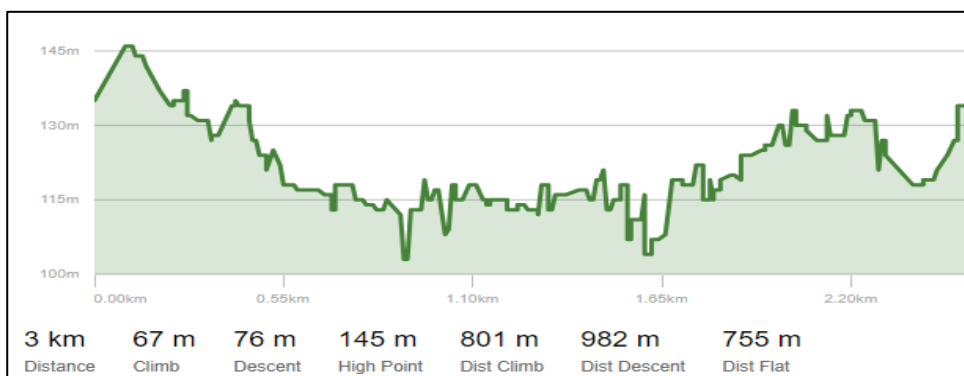 145m
130m
115m
100m
0.00km 0.55km 1.10km 1.65km 2.20km
3 km 67 m 76 m 145 m 801 m 982 m 755 m
Distance Climb Descent High Point Dist Climb Dist Descent Dist Flat